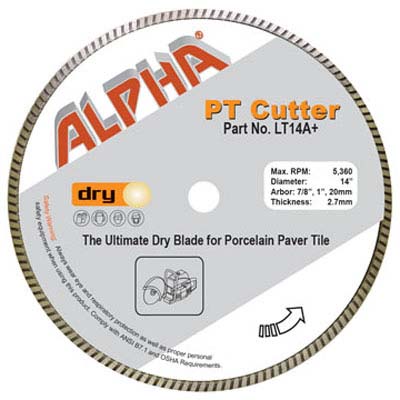 ALPHA®
PT Cutter
Part No. LT14A+
Max. RPM: 5,360
Diameter: 14"
Arbor: 7/8", 1", 20mm
Thickness: 2.7mm
dry
The Ultimate Dry Blade for Porcelain Paver Tile
Safety Warning:
Always wear eye and respiratory protection as well as proper personal
safety equipment when using this product. Comply with ANSI B7.1 and OSHA Requirements.